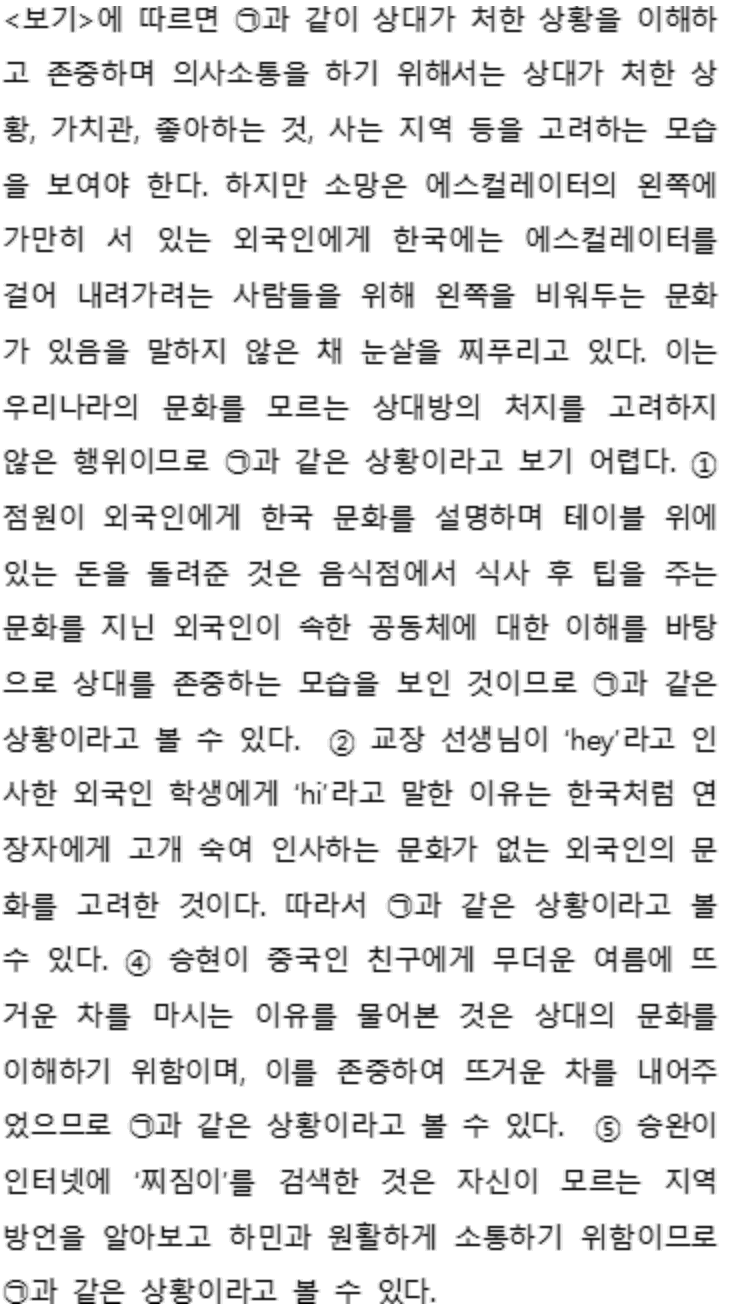 <보기>에 따르면 ㉠과 같이 상대가 처한 상황을 이해하
고 존중하며 의사소통을 하기 위해서는 상대가 처한 상
황, 가치관, 좋아하는 것, 사는 지역 등을 고려하는 모습
을 보여야 한다. 하지만 소망은 에스컬레이터의 왼쪽에
가만히 서 있는 외국인에게 한국에는 에스컬레이터를
걸어 내려가려는 사람들을 위해 왼쪽을 비워두는 문화
가 있음을 말하지 않은 채 눈살을 찌푸리고 있다. 이는
우리나라의 문화를 모르는 상대방의 처지를 고려하지
않은 행위이므로 ㉠과 같은 상황이라고 보기 어렵다. ①
점원이 외국인에게 한국 문화를 설명하며 테이블 위에
있는 돈을 돌려준 것은 음식점에서 식사 후 팁을 주는
문화를 지닌 외국인이 속한 공동체에 대한 이해를 바탕
으로 상대를 존중하는 모습을 보인 것이므로 ㉠과 같은
상황이라고 볼 수 있다. ② 교장 선생님이 ‘hey’라고 인
사한 외국인 학생에게 ‘hi’라고 말한 이유는 한국처럼 연
장자에게 고개 숙여 인사하는 문화가 없는 외국인의 문
화를 고려한 것이다. 따라서 ㉠과 같은 상황이라고 볼
수 있다. ④ 승현이 중국인 친구에게 무더운 여름에 뜨
거운 차를 마시는 이유를 물어본 것은 상대의 문화를
이해하기 위함이며, 이를 존중하여 뜨거운 차를 내어주
었으므로 ㉠과 같은 상황이라고 볼 수 있다. ⑤ 승완이
인터넷에 ‘찌짐이’를 검색한 것은 자신이 모르는 지역
방언을 알아보고 하민과 원활하게 소통하기 위함이므로
㉠과 같은 상황이라고 볼 수 있다.